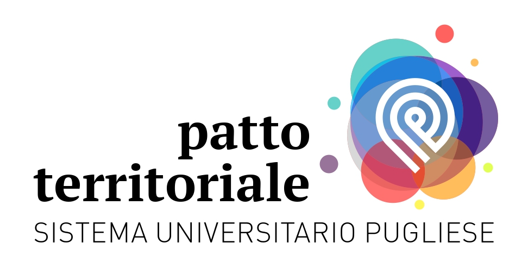 patto
territoriale
SISTEMA UNIVERSITARIO PUGLIESE